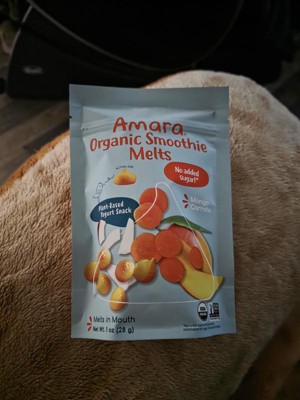 Amara
Organic Smoothie
Melts
No added
sugar!*
Plant-Based
Yogurt Snack
Mango
Carrots
Melts in Mouth
Net Wt. 1 oz (28 g)